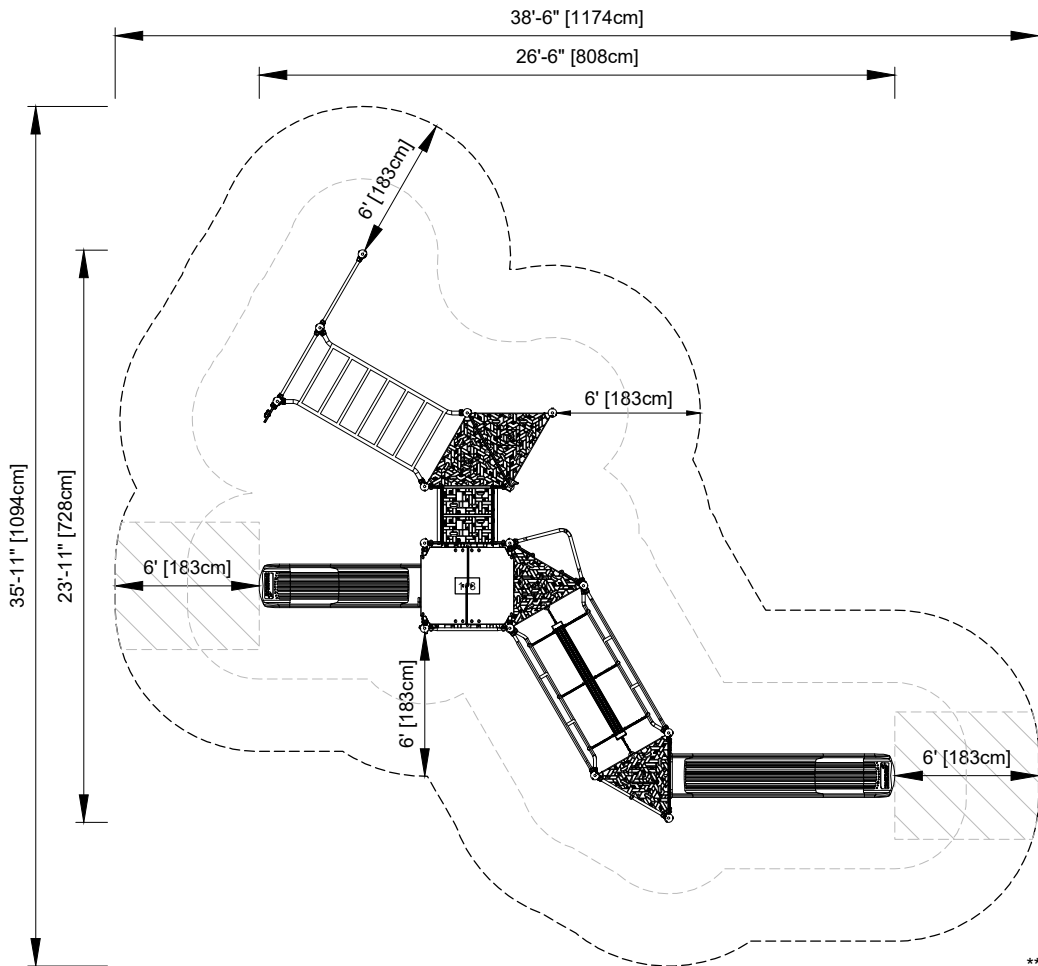 38'-6" [1174cm]
26'-6" [808cm]
6' [183cm]
6' [183cm]
35'-11" [1094cm]
23'-11" [728cm]
6' [183cm]
6' [183cm]
6' [183cm]
**